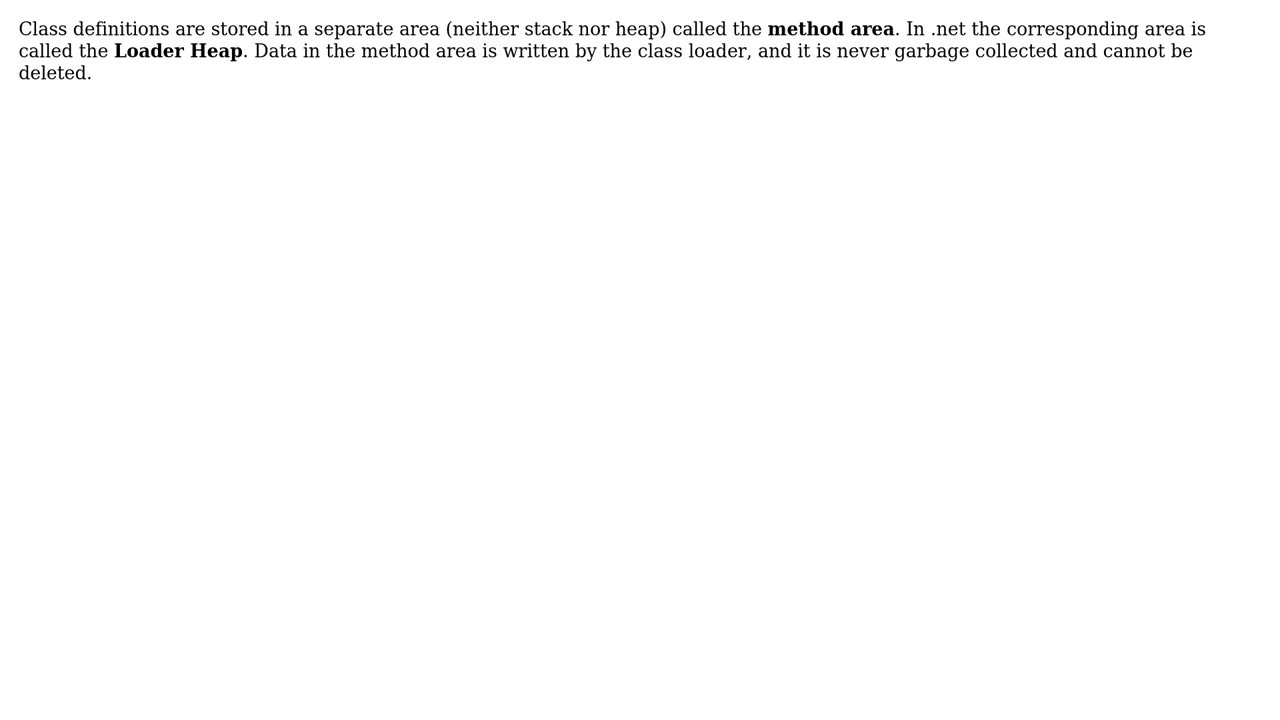 Class definitions are stored in a separate area (neither stack nor heap) called the method area. In .net the corresponding area is
called the Loader Heap. Data in the method area is written by the class loader, and it is never garbage collected and cannot be
deleted.